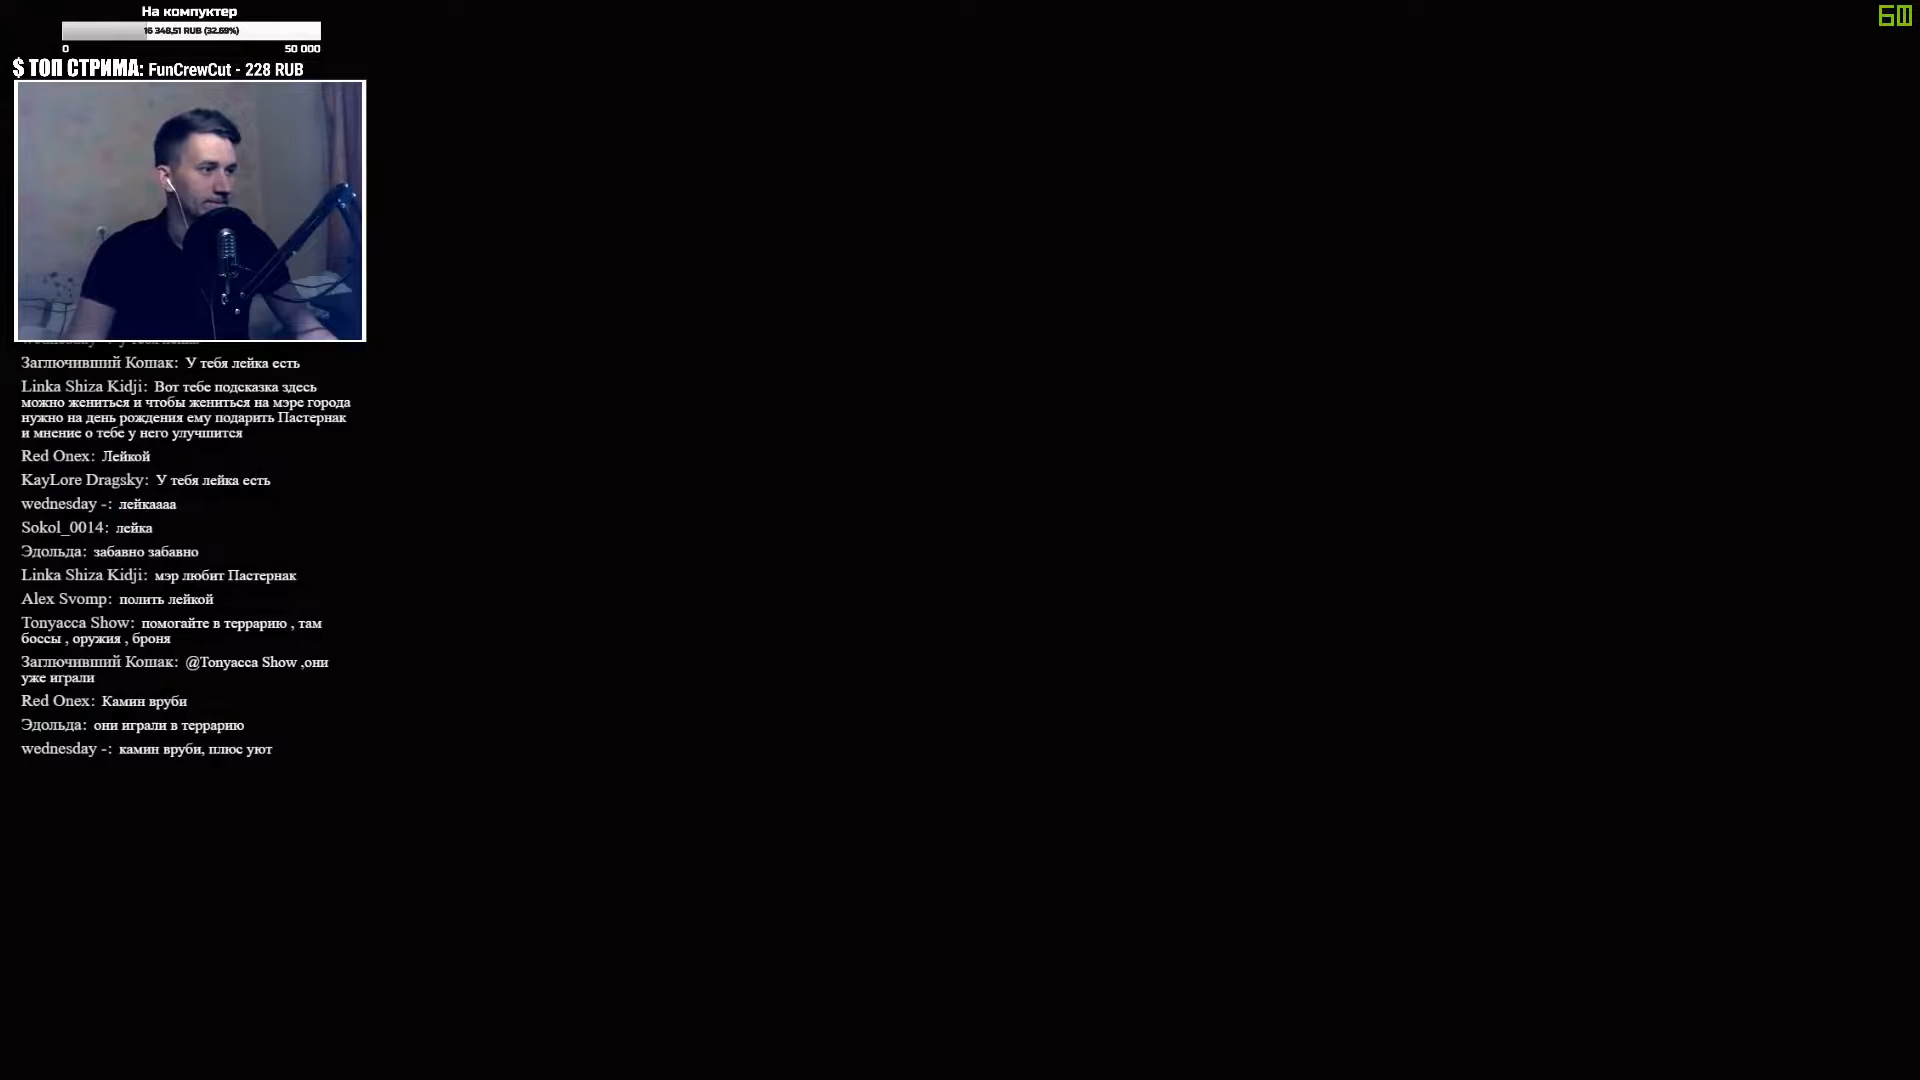 На компуктер
16 348,51 RUB (32.69%)
0
50 000
$ ТОП СТРИМА: FunCrewCut - 228 RUB
Заглючивший Кошак: У тебя лейка есть
Linka Shiza Kidji: Вот тебе подсказка здесь
можно жениться и чтобы жениться на мэре города
нужно на день рождения ему подарить Пастернак
и мнение о тебе у него улучшится
Red Onex: Лейкой
KayLore Dragsky: У тебя лейка есть
wednesday -: лейкаааа
Sokol_0014: лейка
Эдольда: забавно забавно
Linka Shiza Kidji: мэр любит Пастернак
Alex Svomp: полить лейкой
Tonyacca Show: помогайте в террарию , там
боссы , оружия , броня
Заглючивший Кошак: @Tonyacca Show ,они
уже играли
Red Onex: Камин вруби
Эдольда: они играли в террарию
wednesday -: камин вруби, плюс уют
60